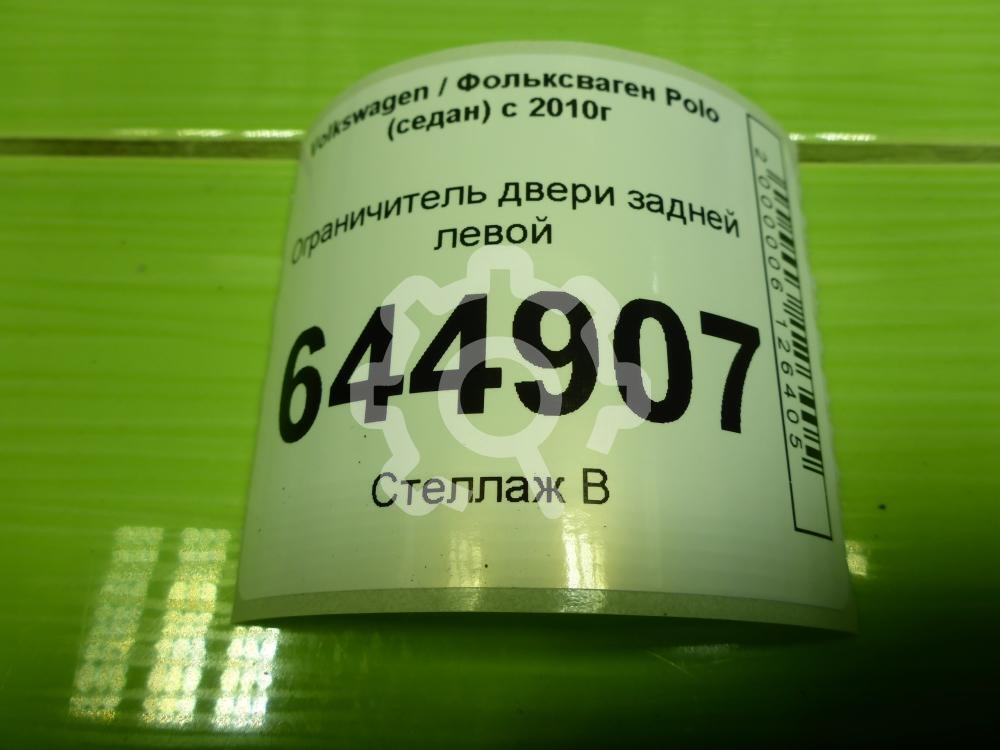 Volkswagen / Фольксваген Polo
(седан) с 2010г
Ограничитель двери задней
левой
644907
Стеллаж В
2000006126405